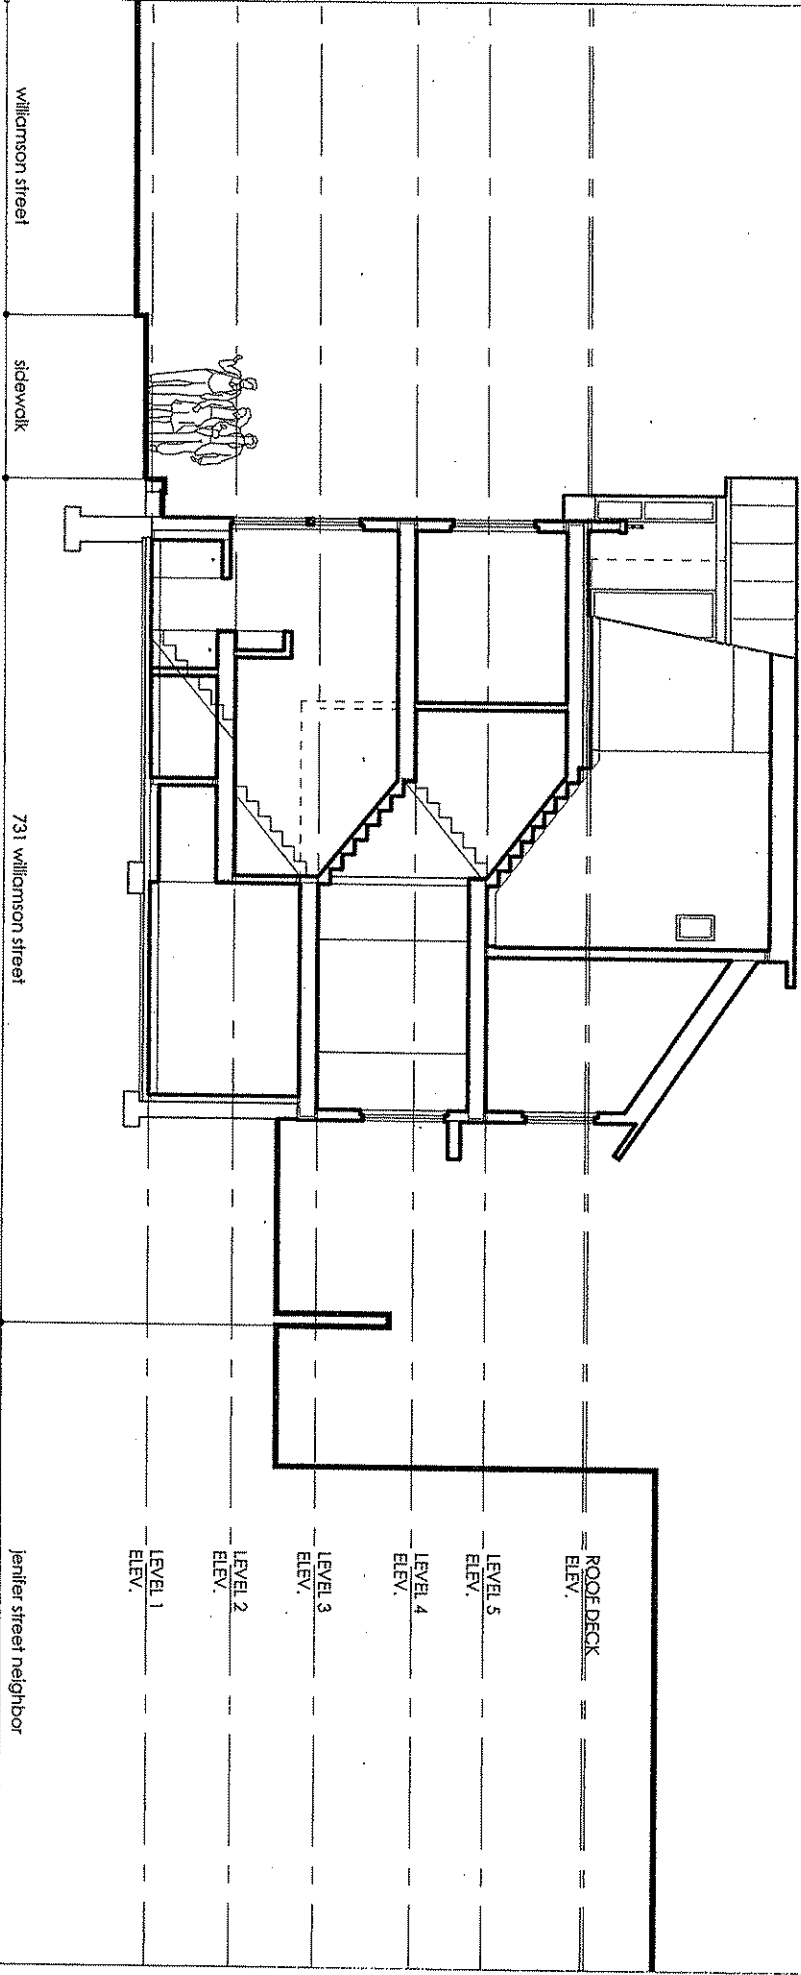 ROOF DECK
ELEV.
LEVEL 5
ELEV.
LEVEL 4
ELEV.
LEVEL 3
ELEV.
LEVEL 2
ELEV.
LEVEL 1
ELEV.
williamson street
sidewalk
731 williamson street
jenifer street neighbor